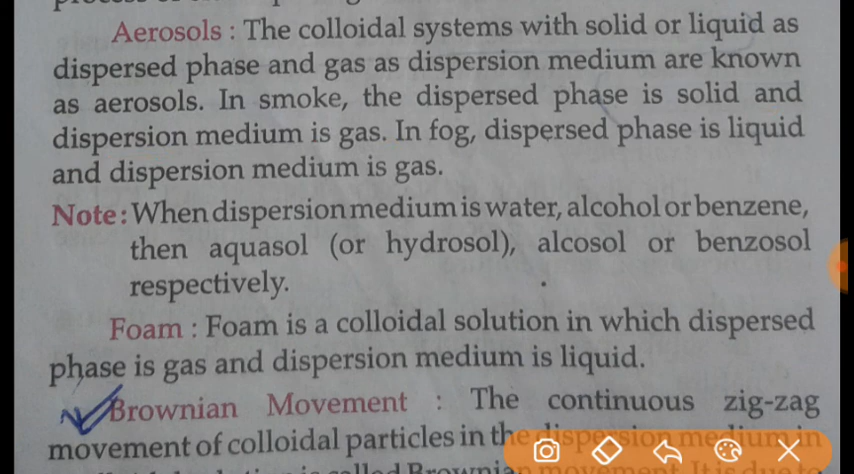 Aerosols : The colloidal systems with solid or liquid as
dispersed phase and gas as dispersion medium are known
as aerosols. In smoke, the dispersed phase is solid and
dispersion medium is gas. In fog, dispersed phase is liquid
and dispersion medium is gas.
Note: When dispersion medium is water, alcohol or benzene,
then aquasol (or hydrosol), alcosol or benzosol
respectively.
Foam : Foam is a colloidal solution in which dispersed
phase is gas and dispersion medium is liquid.
Brownian Movement : The continuous zig-zag
movement of colloidal particles in the dispersion medium in